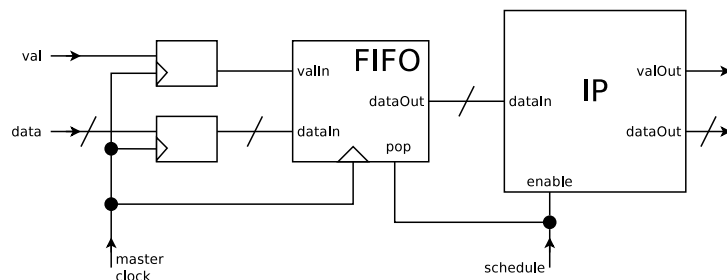 val
data
valIn
FIFO
dataOut
dataIn
pop
dataIn
IP
valOut
dataOut
enable
master
clock
schedule